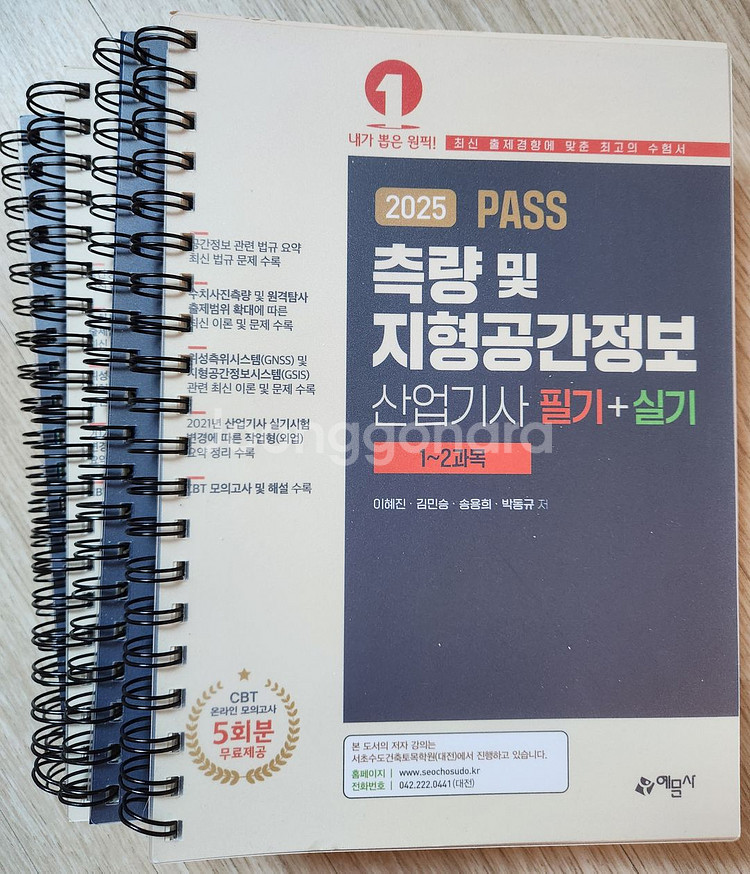 1
내가 뽑은 원픽!
최신 출제경향에 맞춘 최고의 수험서
2025 PASS
측량 및
지형공간정보
산업기사 필기+실기
1~2과목
이혜진 · 김민승 · 송용희 · 박동규 저
공간정보 관련 법규 요약
최신 법규 문제 수록
수치사진측량 및 원격탐사
출제범위 확대에 따른
최신 이론 및 문제 수록
위성측위시스템(GNSS) 및
지형공간정보시스템(GSIS)
관련 최신 이론 및 문제 수록
2021년 산업기사 실기시험
변경에 따른 작업형(외업)
요약 정리 수록
CBT 모의고사 및 해설 수록
CBT
온라인 모의고사
5회분
무료제공
본 도서의 저자 강의는
서초수도건축토목학원(대전)에서 진행하고 있습니다.
홈페이지 | www.seochosudo.kr
전화번호 | 042.222.0441 (대전)
예문사